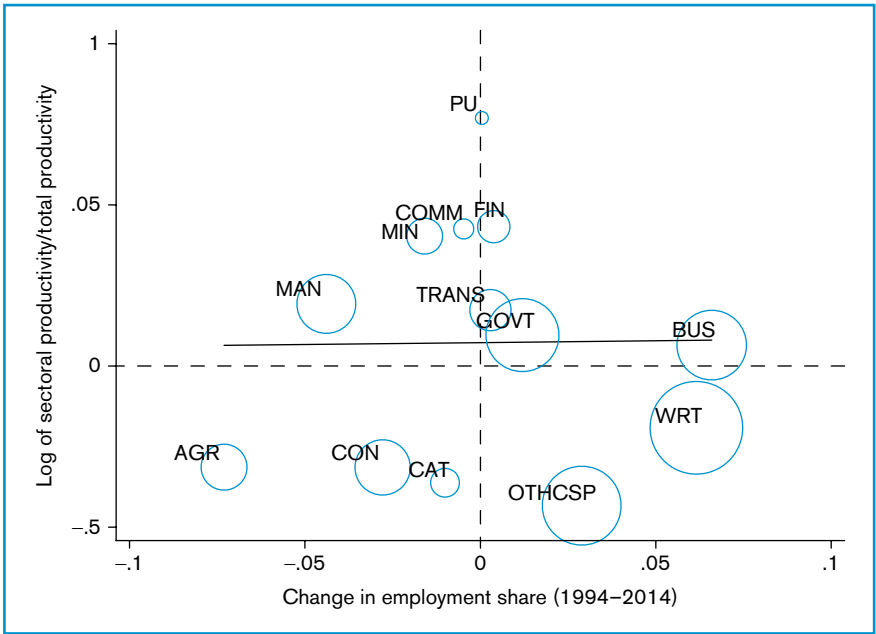 Log of sectoral productivity/total productivity
1
.05
0
–.5
PU
COMM
FIN
MIN
MAN
TRANS
GOVT
BUS
WRT
AGR
CON
CAT
OTHCSP
–.1
–.05
0
.05
.1
Change in employment share (1994–2014)